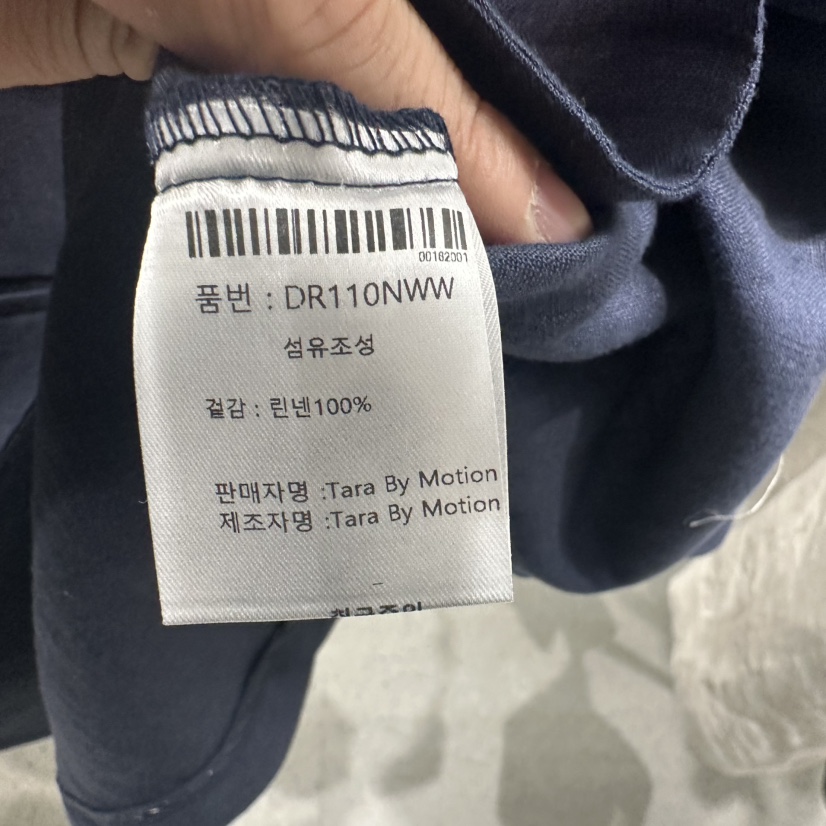 00182001
품번 : DR110NWW
섬유조성
겉감 : 린넨100%
판매자명 :Tara By Motion
제조자명 :Tara By Motion